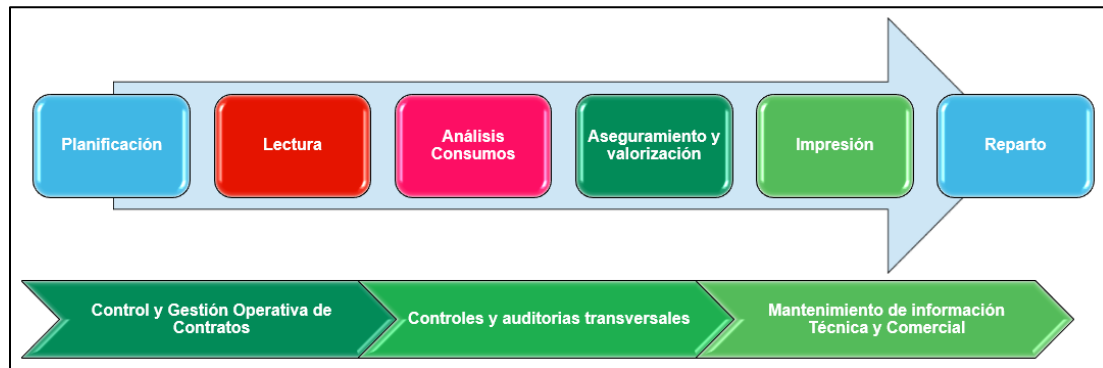 Planificación
Lectura
Análisis
Consumos
Aseguramiento y
valorización
Impresión
Reparto
Control y Gestión Operativa de
Contratos
Controles y auditorias transversales
Mantenimiento de información
Técnica y Comercial